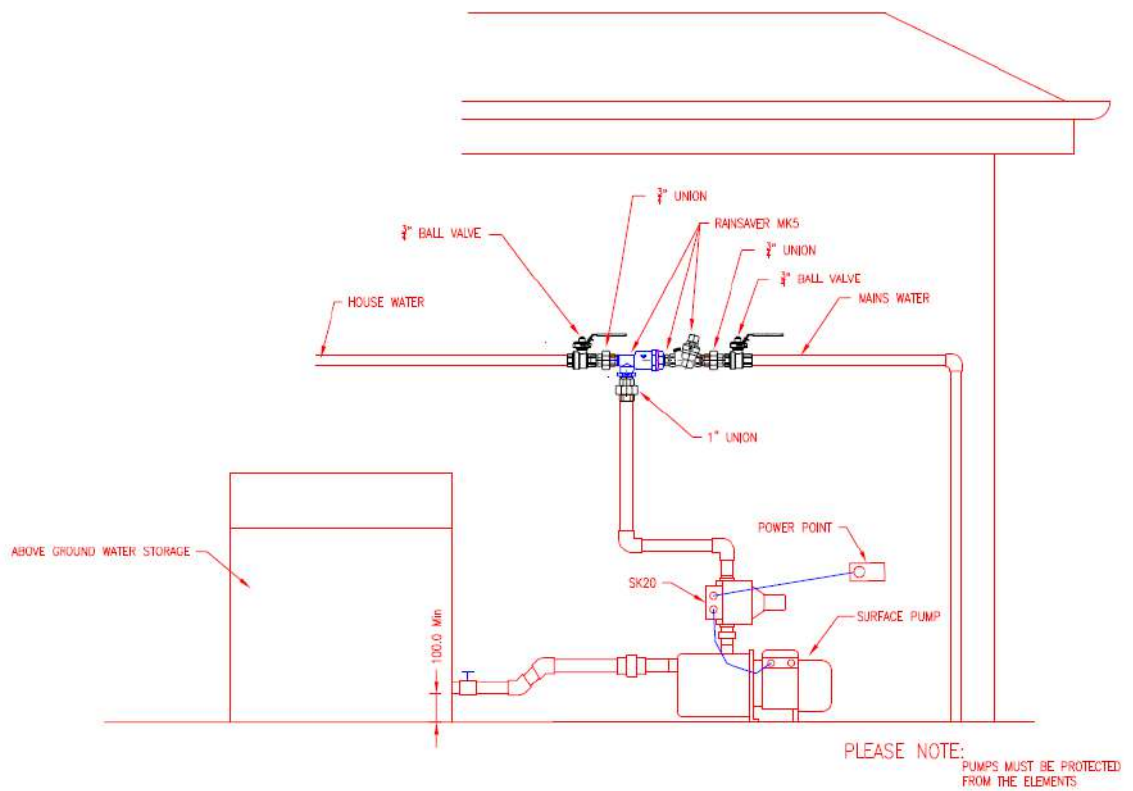 ¾" UNION
¾" BALL VALVE
RAINSAVER MK5
¾" UNION
¾" BALL VALVE
HOUSE WATER
MAINS WATER
1" UNION
POWER POINT
ABOVE GROUND WATER STORAGE
SK20
SURFACE PUMP
100.0 Min
PLEASE NOTE:
PUMPS MUST BE PROTECTED
FROM THE ELEMENTS